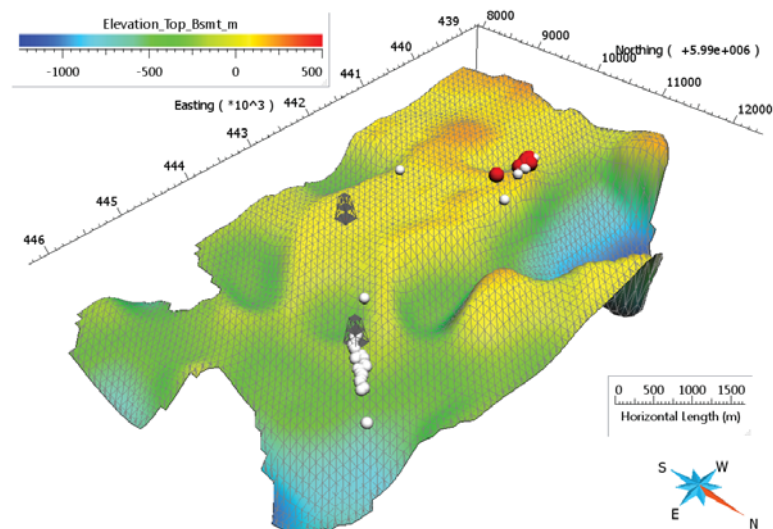 Elevation_Top_Bsmt_m
-1000 -500 0 500
439
8000
440
9000
Northing ( +5.99e+006)
441
10000
Easting ( *10^3)
442
11000
443
12000
444
445
446
0 500 1000 1500
Horizontal Length (m)
S W
E
N